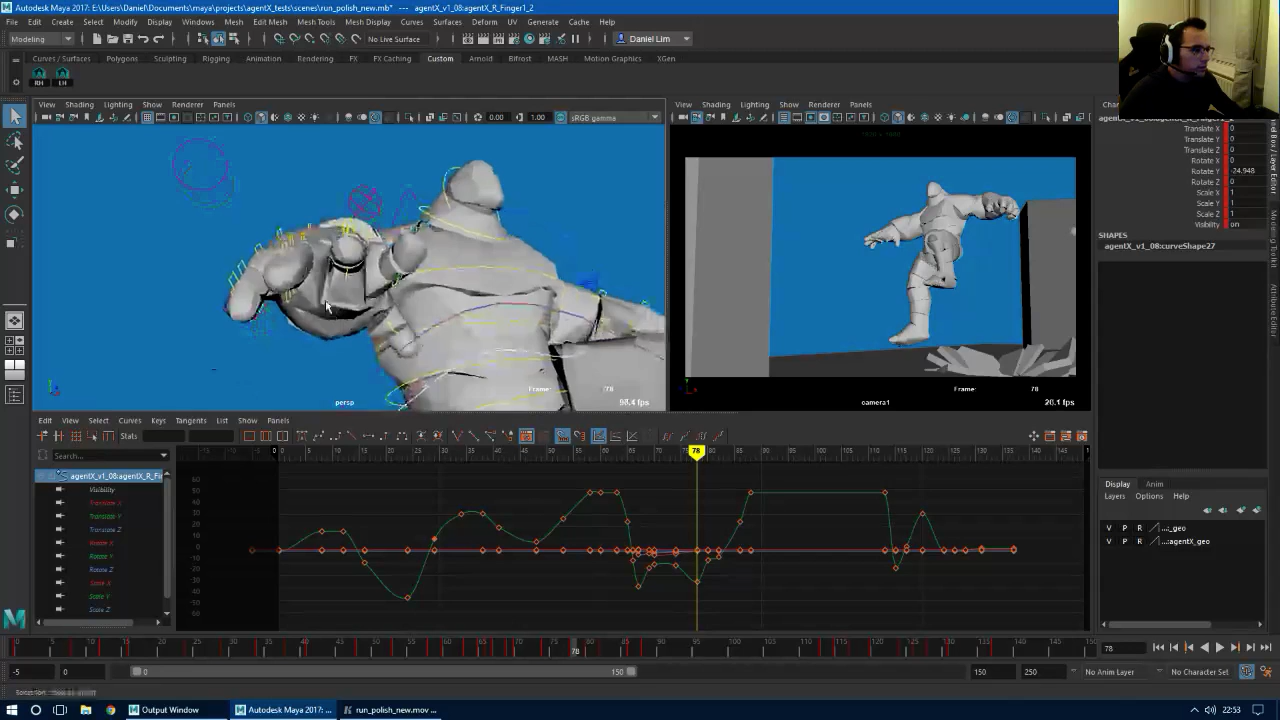 Autodesk Maya 2017: E:\Users\Daniel\Documents\maya\projects\agentX_tests\scenes\run_polish_new.mb* --- agentX_v1_08:agentX_R_Finger1_2
File Edit Create Select Modify Display Windows Mesh Edit Mesh Mesh Tools Mesh Display Curves Surfaces Deform UV Generate Cache Help
Modeling No Live Surface Daniel Lim
Curves / Surfaces Polygons Sculpting Rigging Animation Rendering FX FX Caching Custom Arnold Bifrost MASH Motion Graphics XGen
RH LH
View Shading Lighting Show Renderer Panels
0.00 1.00 sRGB gamma
Frame: 78
persp
View Shading Lighting Show Renderer Panels
Frame: 78
camera1 20.1 fps
Translate X 0
Translate Y 0
Translate Z 0
Rotate X 0
Rotate Y -24.948
Rotate Z 0
Scale X 1
Scale Y 1
Scale Z 1
Visibility on
SHAPES
agentX_v1_08:curveShape27
Display Anim
Layers Options Help
V P R ...:_geo
V P R ...:agentX_geo
Edit View Select Curves Keys Tangents List Show Panels
Stats
Search...
agentX_v1_08:agentX_R_Fi
Visibility
Translate X
Translate Y
Translate Z
Rotate X
Rotate Y
Rotate Z
Scale X
Scale Y
Scale Z
78
-5 0 0 150 150 250 No Anim Layer No Character Set
Output Window Autodesk Maya 2017: ... run_polish_new.mov ... 22:53